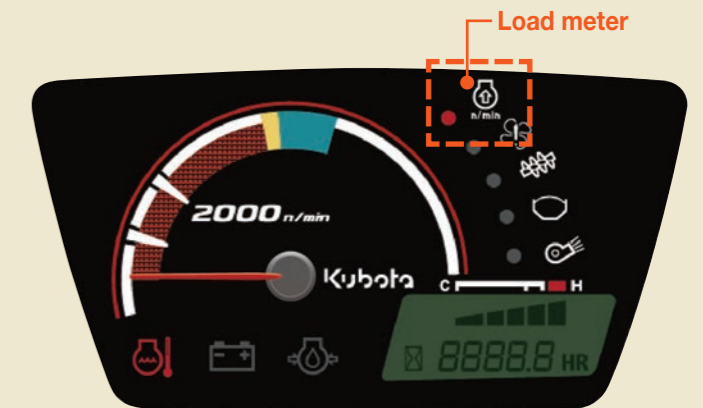 Load meter
n/min
2000 n/min
Kubota
C H
8888.8 HR